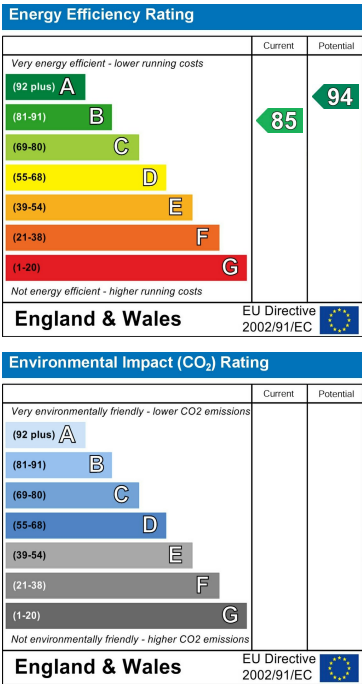 Energy Efficiency Rating
Current Potential
Very energy efficient - lower running costs
(92 plus) A
(81-91) B
(69-80) C
(55-68) D
(39-54) E
(21-38) F
(1-20) G
85
94
Not energy efficient - higher running costs
England & Wales
EU Directive
2002/91/EC
Environmental Impact (CO₂) Rating
Current Potential
Very environmentally friendly - lower CO2 emissions
(92 plus) A
(81-91) B
(69-80) C
(55-68) D
(39-54) E
(21-38) F
(1-20) G
Not environmentally friendly - higher CO2 emissions
England & Wales
EU Directive
2002/91/EC